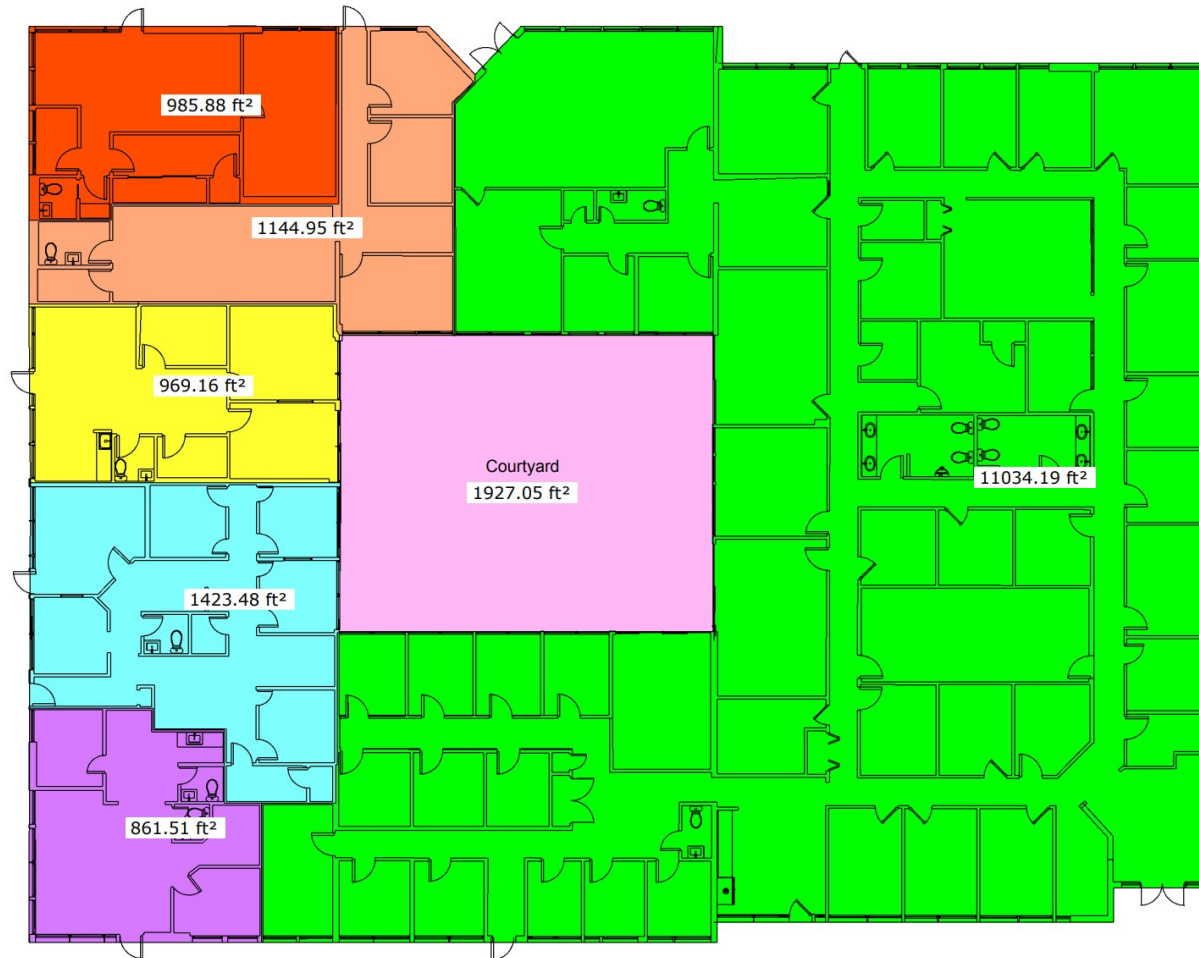 985.88 ft²
1144.95 ft²
969.16 ft²
Courtyard
1927.05 ft²
11034.19 ft²
1423.48 ft²
861.51 ft²